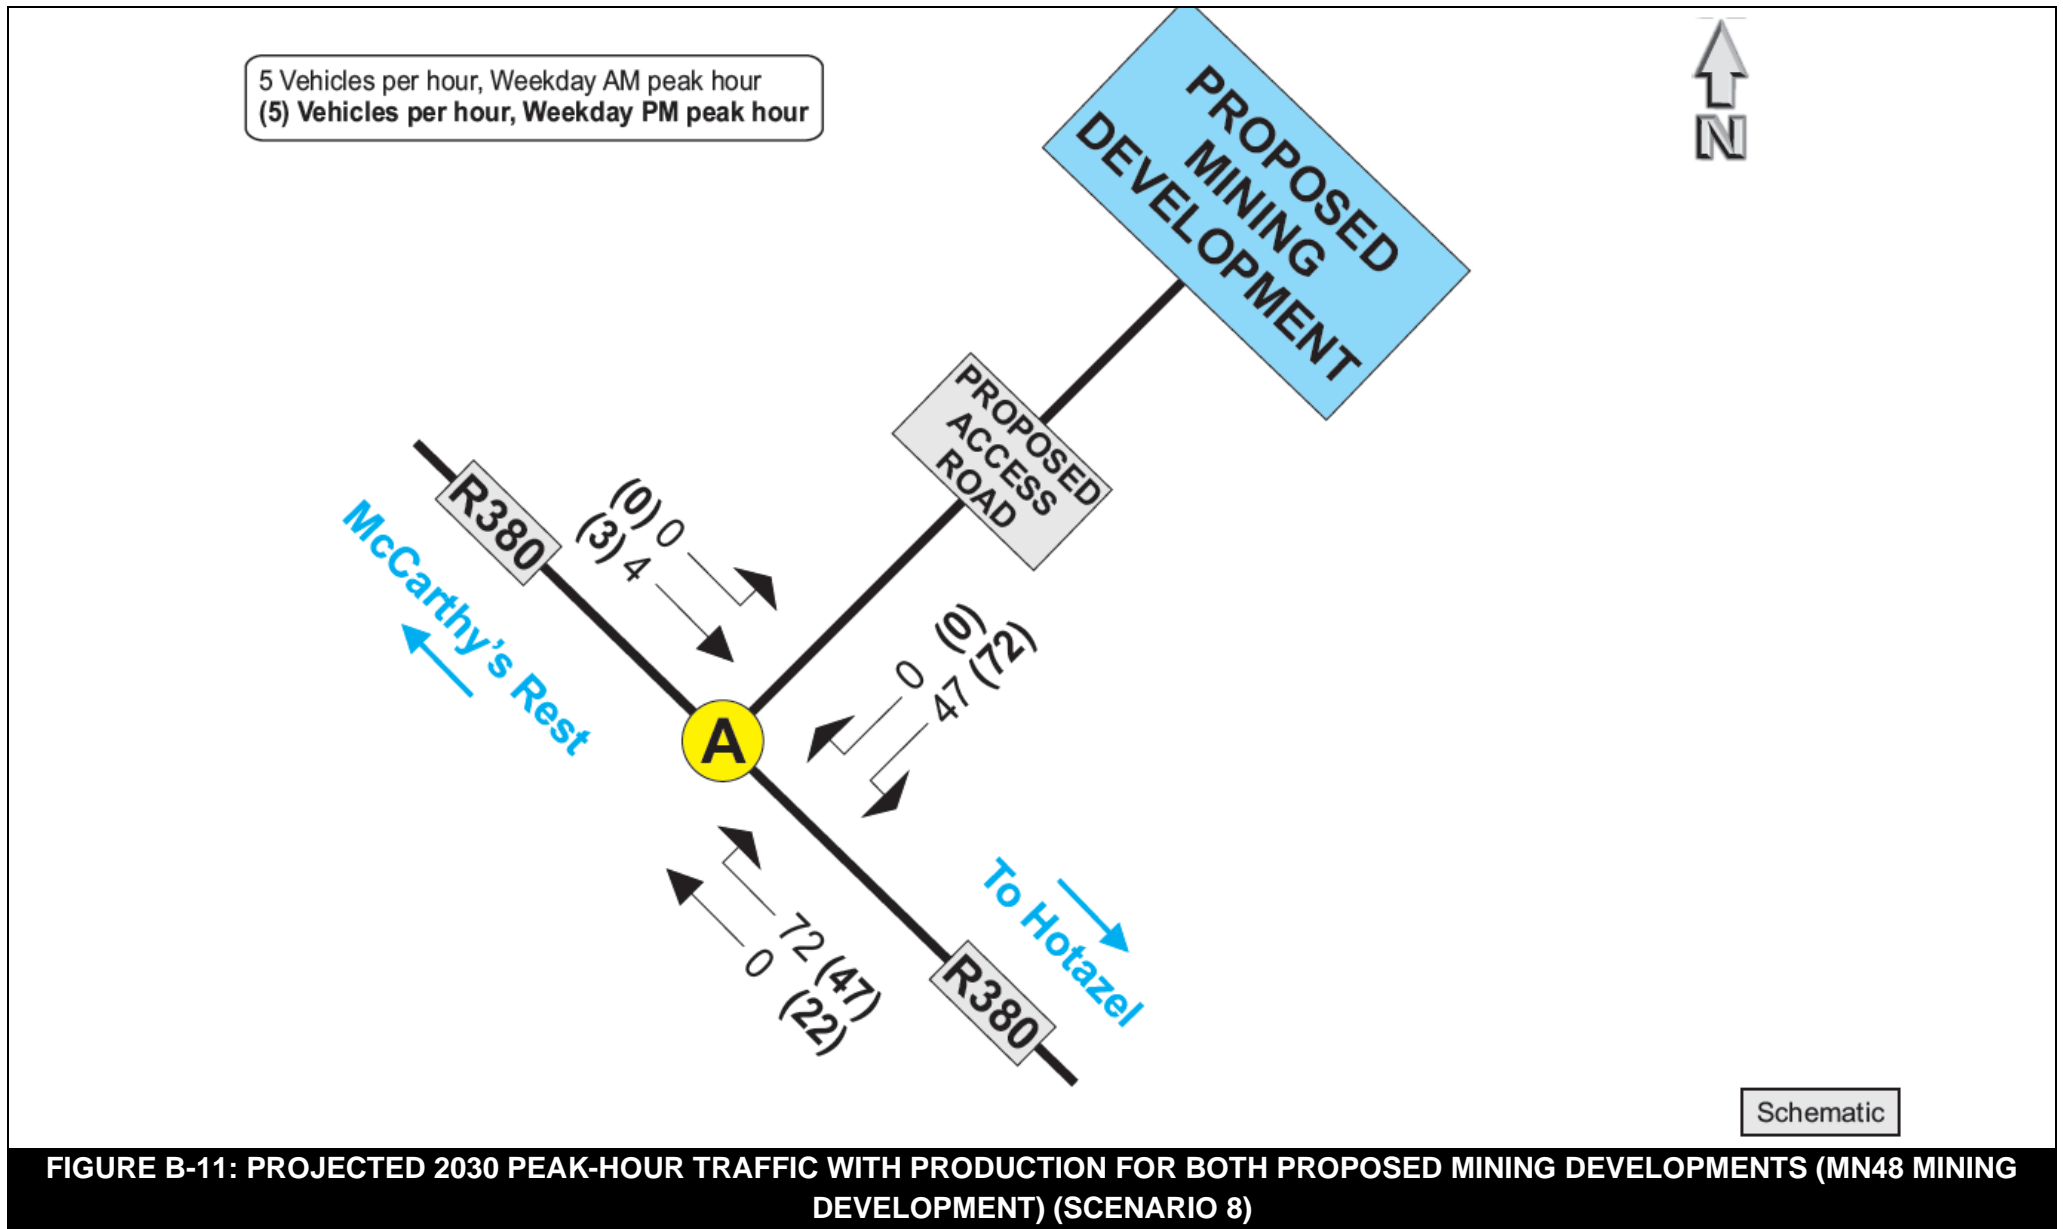 5 Vehicles per hour, Weekday AM peak hour
(5) Vehicles per hour, Weekday PM peak hour
N
PROPOSED
MINING
DEVELOPMENT
PROPOSED
ACCESS
ROAD
R380
McCarthy's Rest
(0) 0
(3) 4
0 (0)
47 (72)
A
72 (47)
0 (22)
To Hotazel
R380
Schematic
FIGURE B-11: PROJECTED 2030 PEAK-HOUR TRAFFIC WITH PRODUCTION FOR BOTH PROPOSED MINING DEVELOPMENTS (MN48 MINING
DEVELOPMENT) (SCENARIO 8)